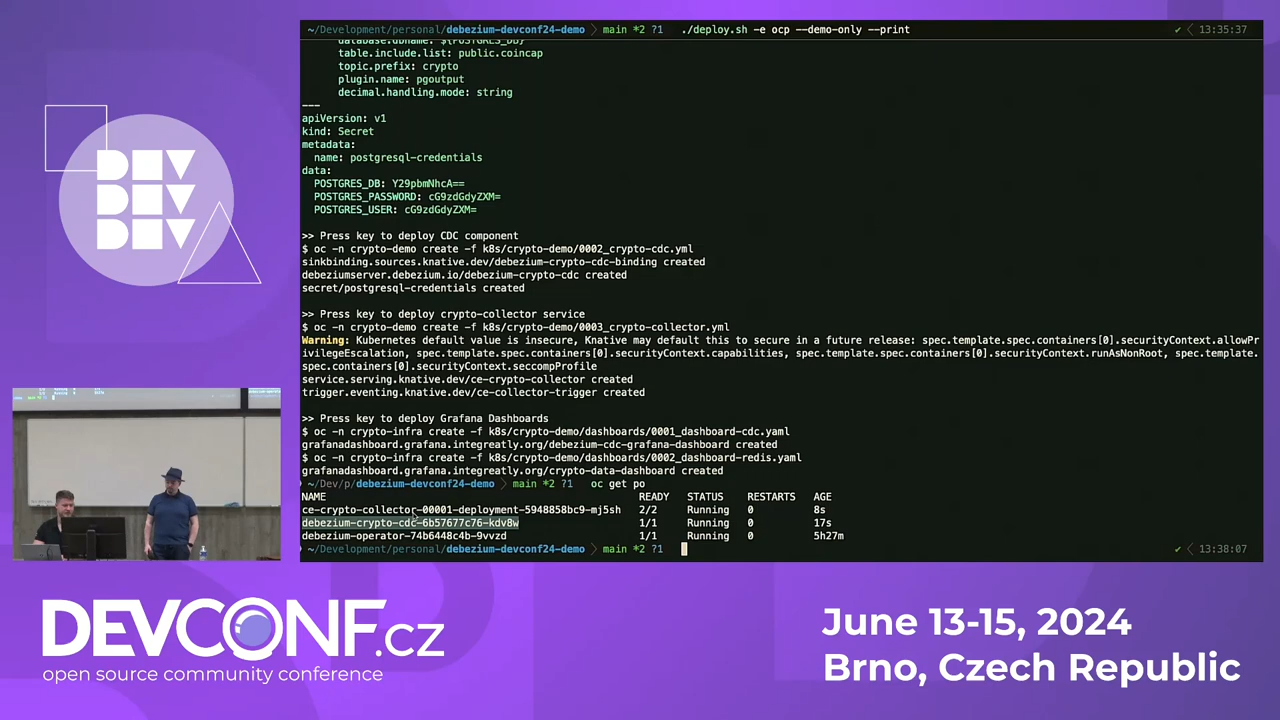 ~/Development/personal/debezium-devconf24-demo main *2 ?1 ./deploy.sh -e ocp --demo-only --print ✔ 13:35:37
database.dbname: ${POSTGRES_DB}
table.include.list: public.coincap
topic.prefix: crypto
plugin.name: pgoutput
decimal.handling.mode: string
---
apiVersion: v1
kind: Secret
metadata:
name: postgresql-credentials
data:
POSTGRES_DB: Y29pbmNhcA==
POSTGRES_PASSWORD: cG9zdGdyZXM=
POSTGRES_USER: cG9zdGdyZXM=
>> Press key to deploy CDC component
$ oc -n crypto-demo create -f k8s/crypto-demo/0002_crypto-cdc.yml
sinkbinding.sources.knative.dev/debezium-crypto-cdc-binding created
debeziumserver.debezium.io/debezium-crypto-cdc created
secret/postgresql-credentials created
>> Press key to deploy crypto-collector service
$ oc -n crypto-demo create -f k8s/crypto-demo/0003_crypto-collector.yml
Warning: Kubernetes default value is insecure, Knative may default this to secure in a future release: spec.template.spec.containers[0].securityContext.allowPr
ivilegeEscalation, spec.template.spec.containers[0].securityContext.capabilities, spec.template.spec.containers[0].securityContext.runAsNonRoot, spec.template.
spec.containers[0].securityContext.seccompProfile
service.serving.knative.dev/ce-crypto-collector created
trigger.eventing.knative.dev/ce-collector-trigger created
>> Press key to deploy Grafana Dashboards
$ oc -n crypto-infra create -f k8s/crypto-demo/dashboards/0001_dashboard-cdc.yaml
grafanadashboard.grafana.integreatly.org/debezium-cdc-grafana-dashboard created
$ oc -n crypto-infra create -f k8s/crypto-demo/dashboards/0002_dashboard-redis.yaml
grafanadashboard.grafana.integreatly.org/crypto-data-dashboard created
~/Dev/p/debezium-devconf24-demo main *2 ?1 oc get po
NAME READY STATUS RESTARTS AGE
ce-crypto-collector-00001-deployment-5948858bc9-mj5sh 2/2 Running 0 8s
debezium-crypto-cdc-6b57677c76-kdv8w 1/1 Running 0 17s
debezium-operator-74b6448c4b-9vvzd 1/1 Running 0 5h27m
~/Development/personal/debezium-devconf24-demo main *2 ?1 ✔ 13:38:07
DEV
DEV
DEV
DEVCONF.cz
open source community conference
June 13-15, 2024
Brno, Czech Republic